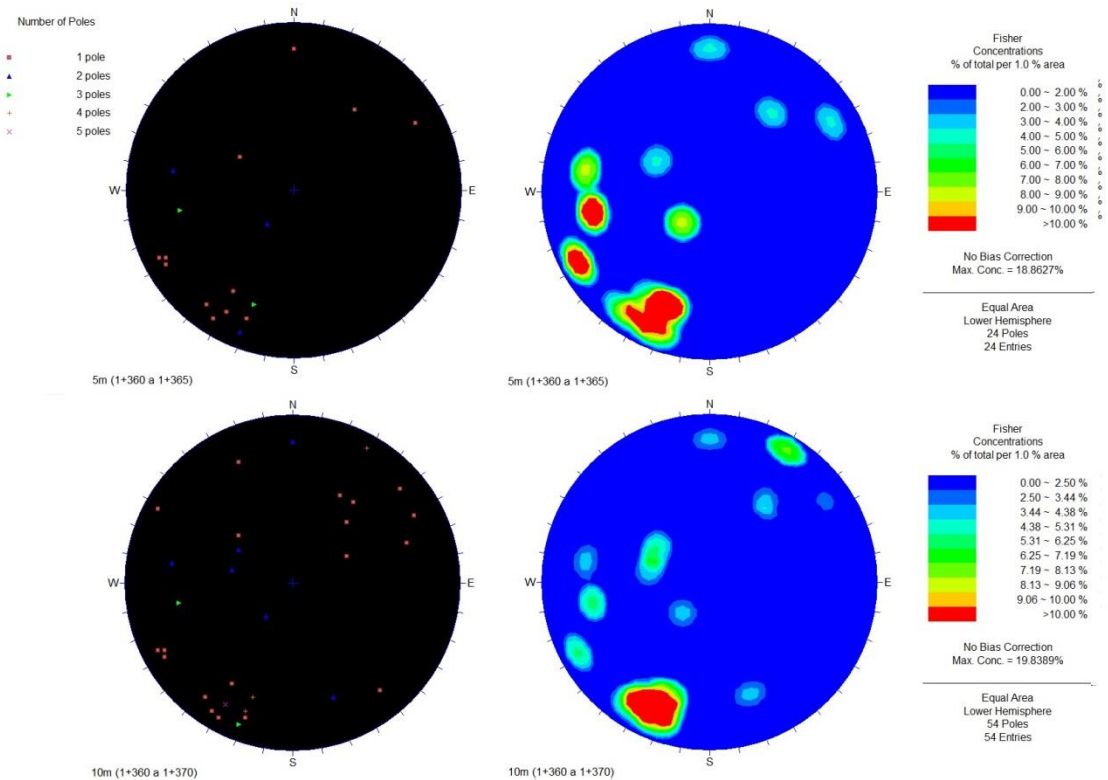 Number of Poles
1 pole
2 poles
3 poles
4 poles
5 poles
N
W
E
S
5m (1+360 a 1+365)
N
W
E
S
5m (1+360 a 1+365)
Fisher
Concentrations
% of total per 1.0 % area
0.00 ~ 2.00 %
2.00 ~ 3.00 %
3.00 ~ 4.00 %
4.00 ~ 5.00 %
5.00 ~ 6.00 %
6.00 ~ 7.00 %
7.00 ~ 8.00 %
8.00 ~ 9.00 %
9.00 ~ 10.00 %
>10.00 %
No Bias Correction
Max. Conc. = 18.8627%
Equal Area
Lower Hemisphere
24 Poles
24 Entries
N
W
E
S
10m (1+360 a 1+370)
N
W
E
S
10m (1+360 a 1+370)
Fisher
Concentrations
% of total per 1.0 % area
0.00 ~ 2.50 %
2.50 ~ 3.44 %
3.44 ~ 4.38 %
4.38 ~ 5.31 %
5.31 ~ 6.25 %
6.25 ~ 7.19 %
7.19 ~ 8.13 %
8.13 ~ 9.06 %
9.06 ~ 10.00 %
>10.00 %
No Bias Correction
Max. Conc. = 19.8389%
Equal Area
Lower Hemisphere
54 Poles
54 Entries